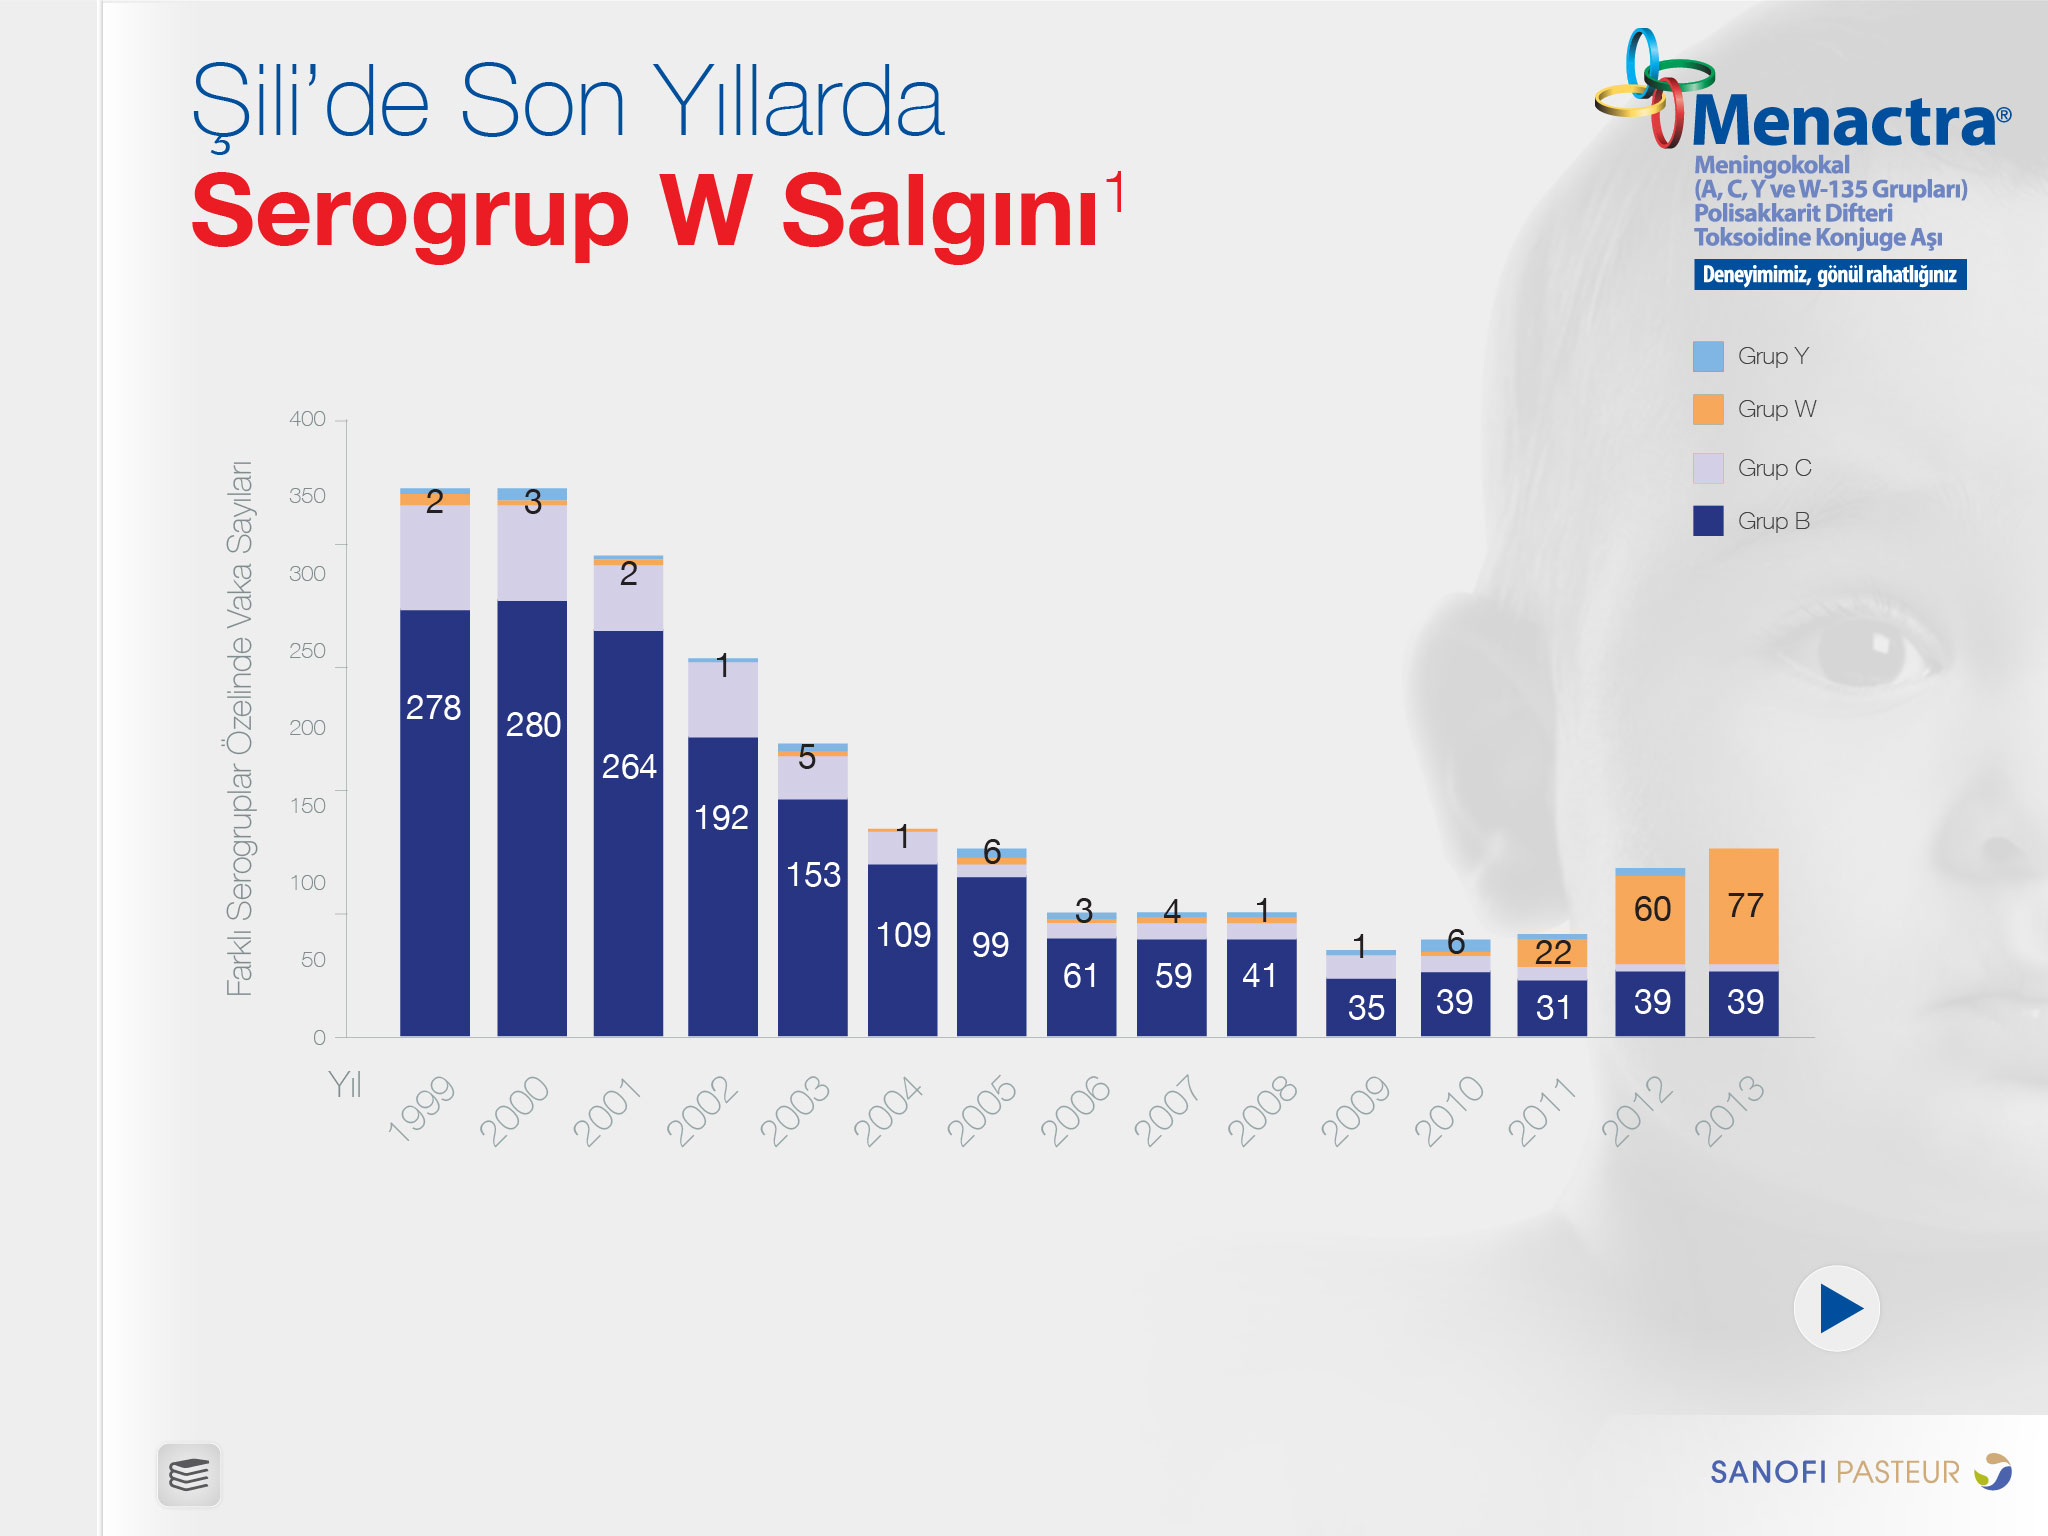 Şili’de Son Yıllarda
Serogrup W Salgını1
Menactra®
Meningokokal
(A, C, Y ve W-135 Grupları)
Polisakkarit Difteri
Toksoidine Konjuge Aşı
Deneyimimiz, gönül rahatlığınız
Grup Y
Grup W
Grup C
Grup B
Farklı Serogruplar Özelinde Vaka Sayıları
400
350
300
250
200
150
100
50
0
2 3 2 1 5 1 6 3 4 1 1 6 22 60 77
278 280 264 192 153 109 99 61 59 41 35 39 31 39 39
Yıl 1999 2000 2001 2002 2003 2004 2005 2006 2007 2008 2009 2010 2011 2012 2013
SANOFI PASTEUR